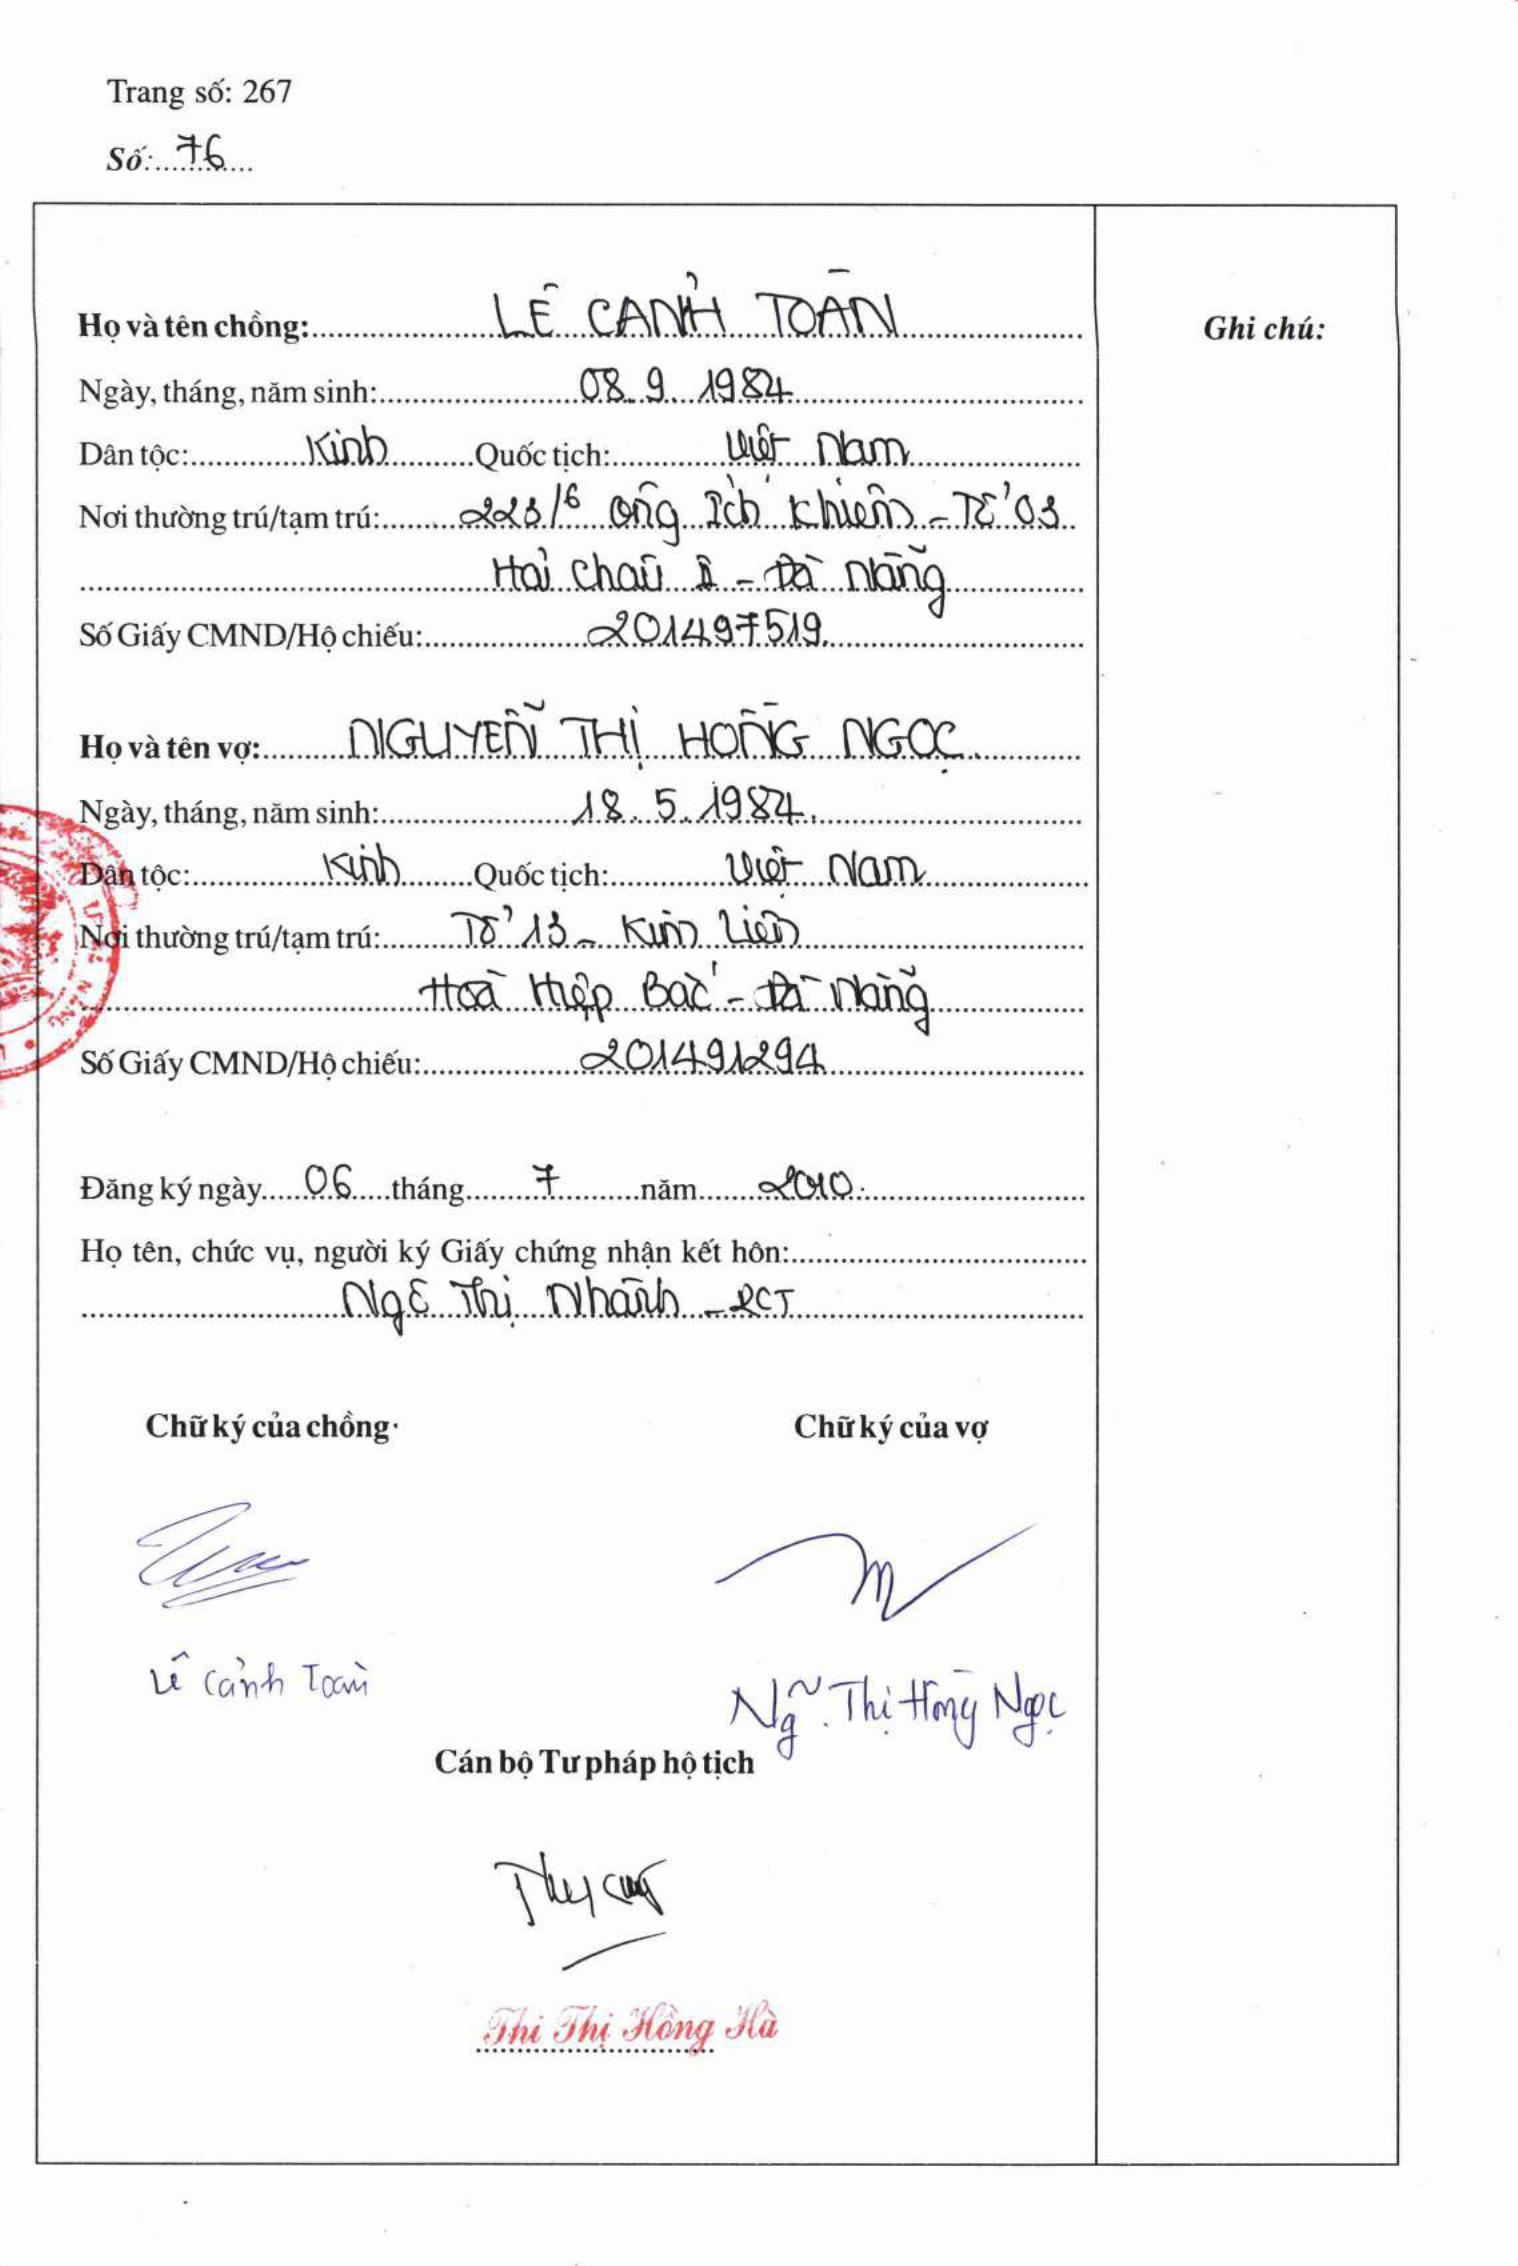 Trang số: 267
Số: 76
Họ và tên chồng: LÊ CẢNH TOÀN
Ghi chú:
Ngày, tháng, năm sinh: 08.9.1984
Dân tộc: Kinh Quốc tịch: Việt Nam
Nơi thường trú/tạm trú: 223/6 Ông Ích Khiêm - Tổ 03
Hải Châu II - Đà Nẵng
Số Giấy CMND/Hộ chiếu: 201497519
Họ và tên vợ: NGUYỄN THỊ HỒNG NGỌC
Ngày, tháng, năm sinh: 18.5.1984
Dân tộc: Kinh Quốc tịch: Việt Nam
Nơi thường trú/tạm trú: Tổ 13 - Kim Liên
Hoà Hiệp Bắc - Đà Nẵng
Số Giấy CMND/Hộ chiếu: 201491294
Đăng ký ngày 06 tháng 7 năm 2010
Họ tên, chức vụ, người ký Giấy chứng nhận kết hôn:
Ngô Thị Nhành - PCT
Chữ ký của chồng Chữ ký của vợ
Lê Cảnh Toàn
Ng~. Thị Hồng Ngọc
Cán bộ Tư pháp hộ tịch
Thi Thị Hồng Hà